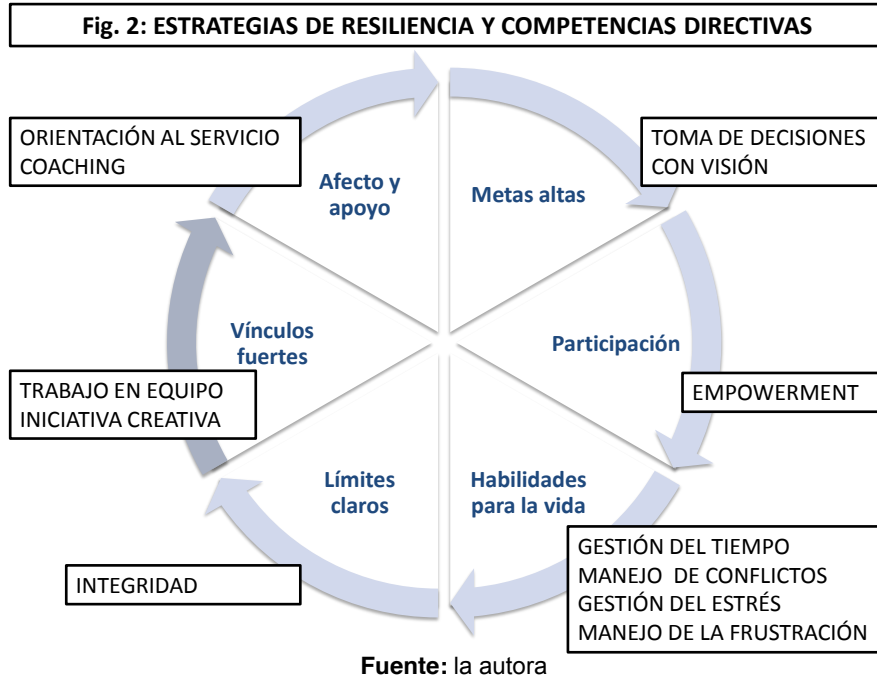 Fig. 2: ESTRATEGIAS DE RESILIENCIA Y COMPETENCIAS DIRECTIVAS
ORIENTACIÓN AL SERVICIO
COACHING
Afecto y
apoyo
Metas altas
TOMA DE DECISIONES
CON VISIÓN
Vínculos
fuertes
Participación
TRABAJO EN EQUIPO
INICIATIVA CREATIVA
EMPOWERMENT
Límites
claros
Habilidades
para la vida
INTEGRIDAD
GESTIÓN DEL TIEMPO
MANEJO DE CONFLICTOS
GESTIÓN DEL ESTRÉS
MANEJO DE LA FRUSTRACIÓN
Fuente: la autora